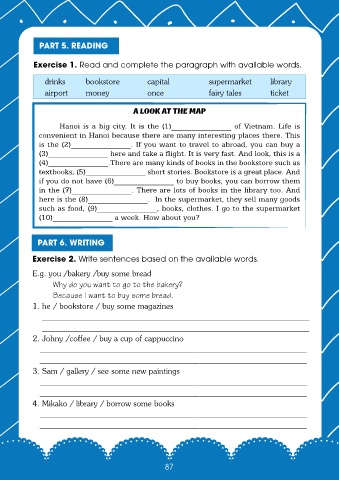 PART 5. READING
Exercise 1. Read and complete the paragraph with available words.
drinks bookstore capital supermarket library
airport money once fairy tales ticket
A LOOK AT THE MAP
Hanoi is a big city. It is the (1)_______________ of Vietnam. Life is
convenient in Hanoi because there are many interesting places there. This
is the (2)_______________. If you want to travel to abroad, you can buy a
(3)_______________ here and take a flight. It is very fast. And look, this is a
(4)_______________. There are many kinds of books in the bookstore such as
textbooks, (5)_______________ short stories. Bookstore is a great place. And
if you do not have (6)_______________ to buy books, you can borrow them
in the (7)_______________. There are lots of books in the library too. And
here is the (8)_______________. In the supermarket, they sell many goods
such as food, (9)_______________, books, clothes. I go to the supermarket
(10)_______________ a week. How about you?
PART 6. WRITING
Exercise 2. Write sentences based on the available words.
E.g. you /bakery /buy some bread
Why do you want to go to the bakery?
Because I want to buy some bread.
1. he / bookstore / buy some magazines
2. Johny /coffee / buy a cup of cappuccino
3. Sam / gallery / see some new paintings
4. Mikako / library / borrow some books
87